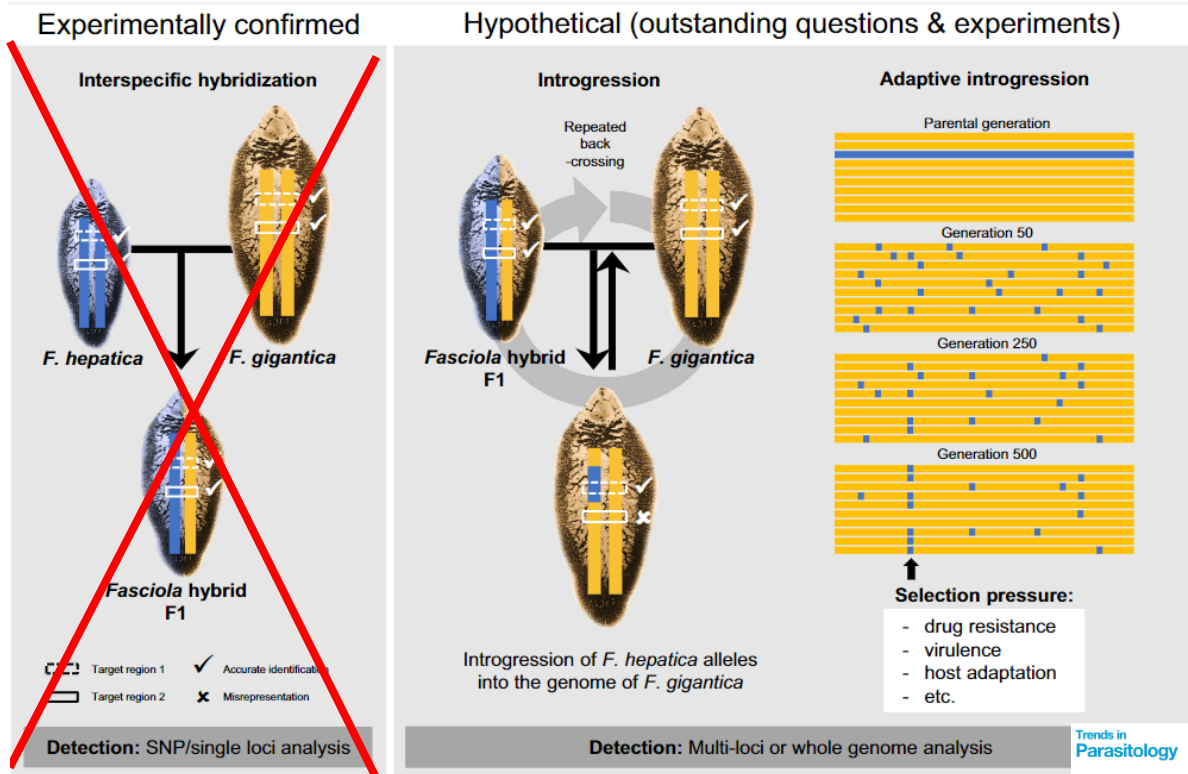 Experimentally confirmed
Hypothetical (outstanding questions & experiments)
Interspecific hybridization
F. hepatica
F. gigantica
Fasciola hybrid
F1
Target region 1
Accurate identification
Target region 2
Misrepresentation
Detection: SNP/single loci analysis
Introgression
Repeated
back
-crossing
Fasciola hybrid
F1
F. gigantica
Introgression of F. hepatica alleles
into the genome of F. gigantica
Adaptive introgression
Parental generation
Generation 50
Generation 250
Generation 500
Selection pressure:
- drug resistance
- virulence
- host adaptation
- etc.
Detection: Multi-loci or whole genome analysis
Trends in
Parasitology